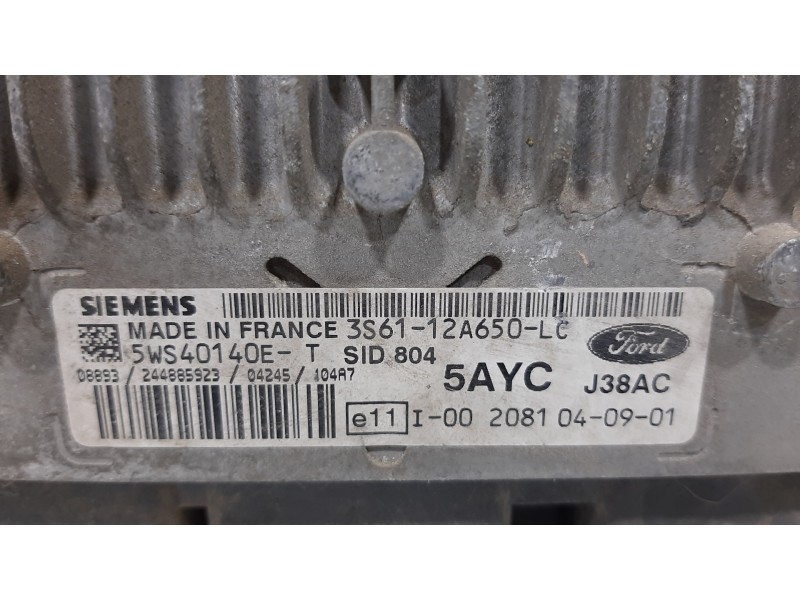 SIEMENS
MADE IN FRANCE 3S61-12A650-LC
5WS40140E- T SID 804
Ford
08893 / 244885923 / 04245 / 104A7
5AYC J38AC
e11 I-00 2081 04-09-01